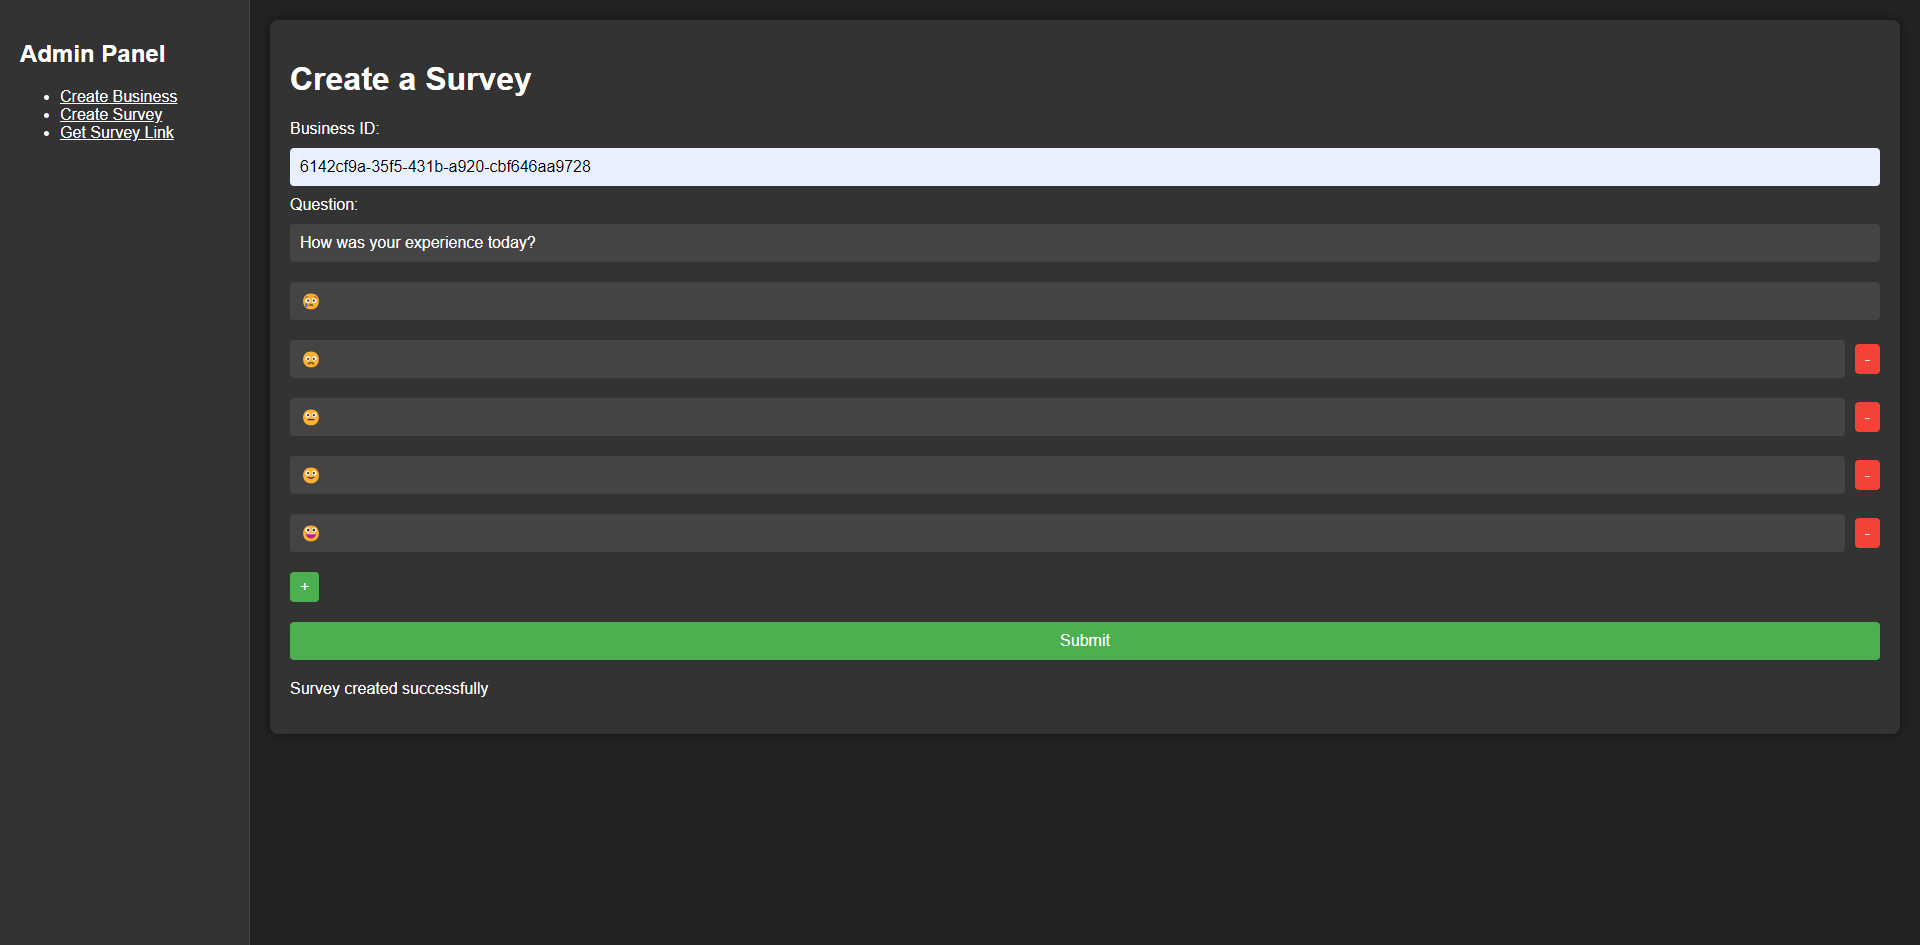 Admin Panel
Create Business
Create Survey
Get Survey Link
Create a Survey
Business ID:
6142cf9a-35f5-431b-a920-cbf646aa9728
Question:
How was your experience today?
😢
🙁 -
😐 -
🙂 -
😀 -
+
Submit
Survey created successfully